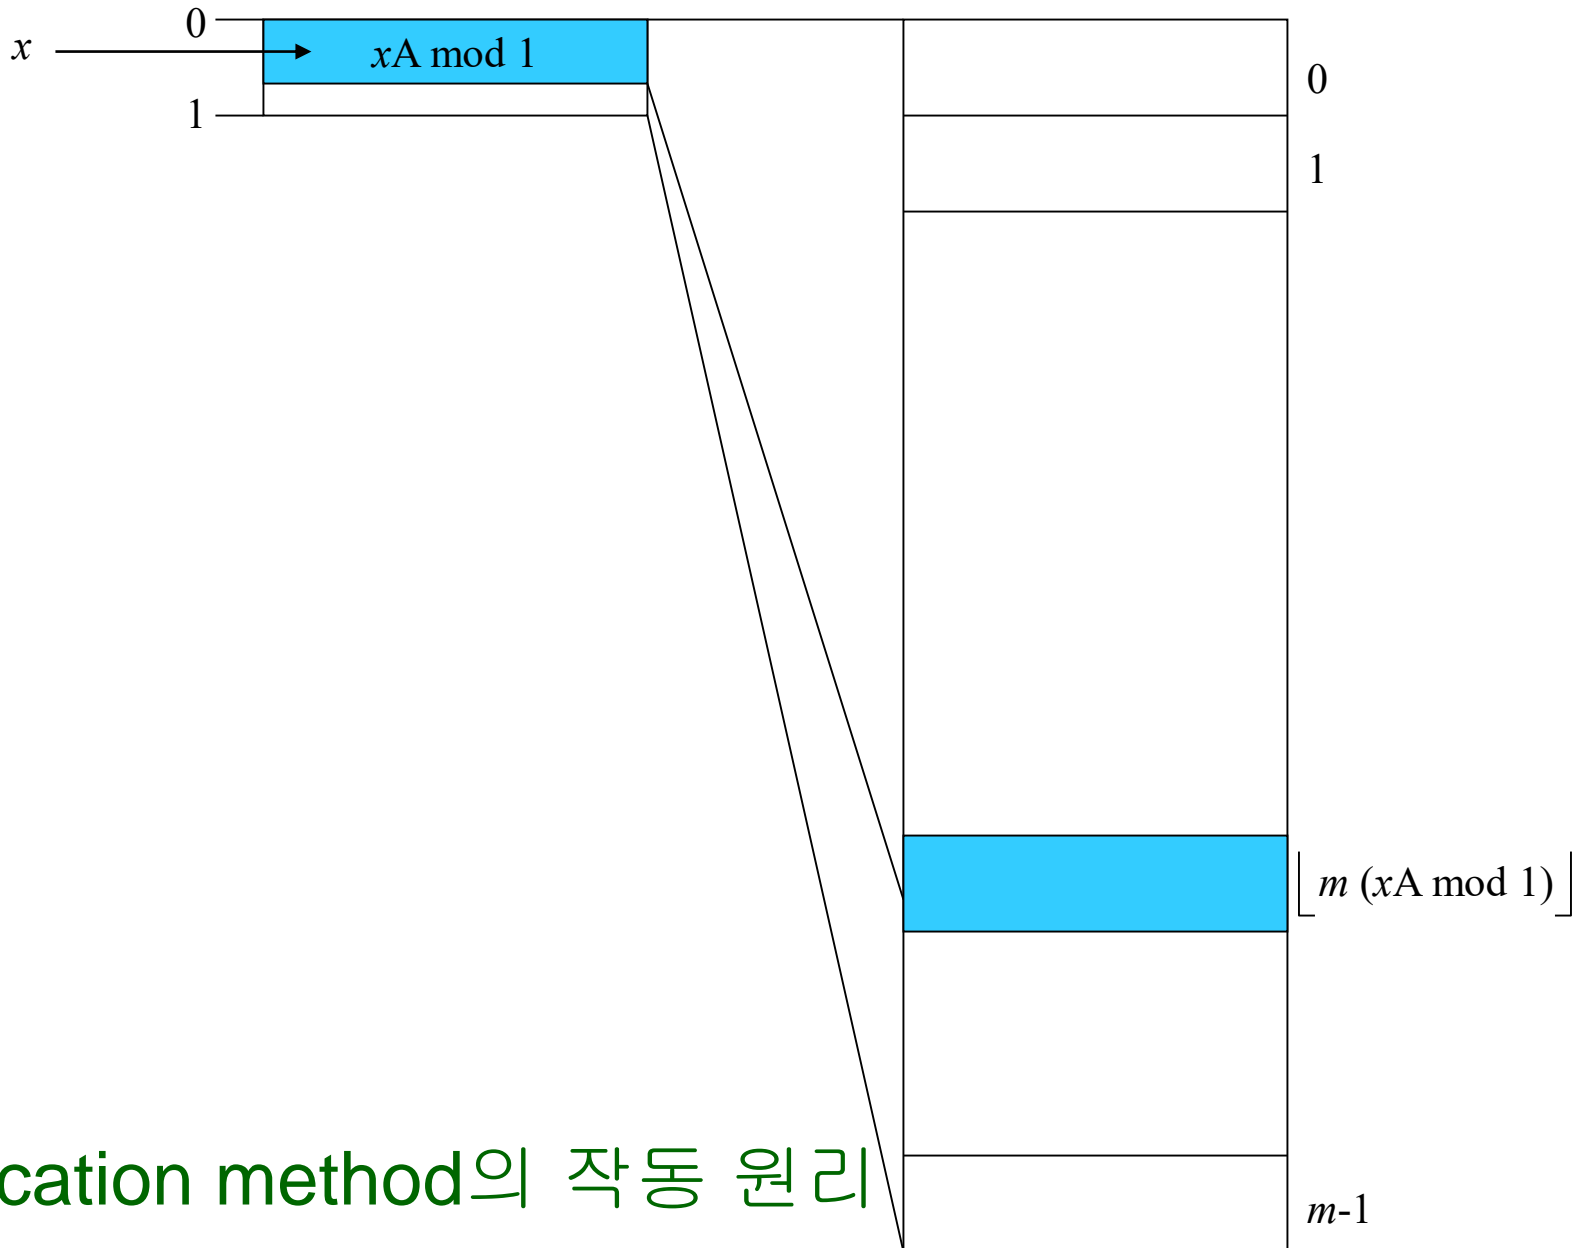 0
x
xA mod 1
1
0
1
⌊m (xA mod 1)⌋
cation method의 작동 원리
m-1